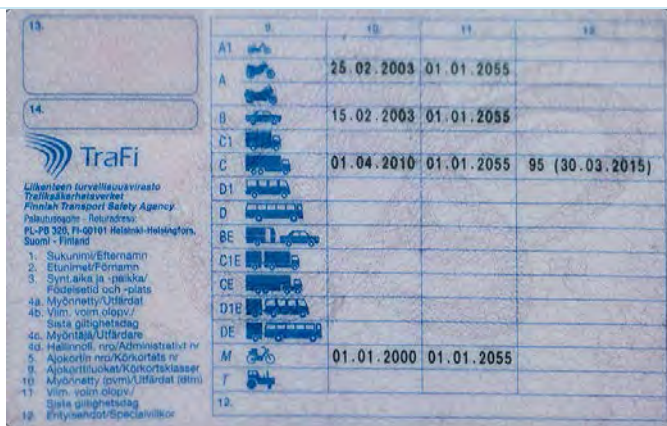 13.
14.
TraFi
Liikenteen turvallisuusvirasto
Trafiksäkerhetsverket
Finnish Transport Safety Agency
Palautusosoite - Returadress:
PL-PB 320, FI-00101 Helsinki-Helsingfors,
Suomi - Finland
1. Sukunimi/Efternamn
2. Etunimet/Förnamn
3. Synt.aika ja -paikka/
Födelsetid och -plats
4a. Myönnetty/Utfärdat
4b. Viim. voim.olopv./
Sista giltighetsdag
4c. Myöntäjä/Utfärdare
4d. Hallinnoll. nro/Administrativt nr
5. Ajokortin nro/Körkortets nr
9. Ajokorttiluokat/Körkortsklasser
10 Myönnetty (pvm)/Utfärdat (dtm)
11 Viim. voim.olopv./
Sista giltighetsdag
12 Erityisehdot/Specialvillkor
9. 10. 11. 12.
A1
A 25.02.2003 01.01.2055
B 15.02.2003 01.01.2055
C1
C 01.04.2010 01.01.2055 95 (30.03.2015)
D1
D
BE
C1E
CE
D1E
DE
M 01.01.2000 01.01.2055
T
12.